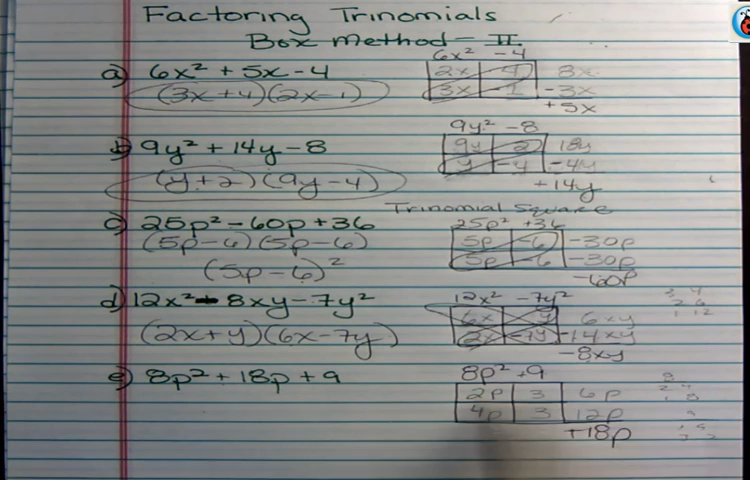 Factoring Trinomials
Box method - II
a) 6x² + 5x - 4
(3x + 4)(2x - 1)
6x² - 4
2x 4 8x
3x - 1 - 3x
+ 5x
b) 9y² + 14y - 8
(y + 2)(9y - 4)
9y² - 8
9y 2 18y
y - 4 - 4y
+ 14y
Trinomial Square
c) 25p² - 60p + 36
(5p - 6)(5p - 6)
(5p - 6)²
25p² + 36
5p - 6 - 30p
5p - 6 - 30p
- 60p
d) 12x² - 8xy - 7y²
(2x + y)(6x - 7y)
12x² - 7y²
6x y 6xy
2x - 7y - 14xy
- 8xy
e) 8p² + 18p + 9
8p² + 9
2p 3 6p
4p 3 12p
+ 18p